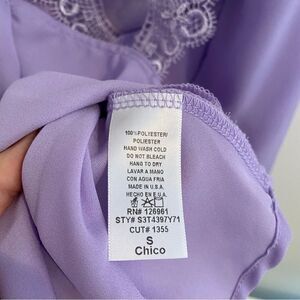 100%POLYESTER/
POLIESTER
HAND WASH COLD
DO NOT BLEACH
HANG TO DRY
LAVAR A MANO
CON AGUA FRIA
MADE IN U.S.A.
HECHO EN E.U.A.
RN# 126961
STY# S3T4397Y71
CUT# 1355
S
Chico